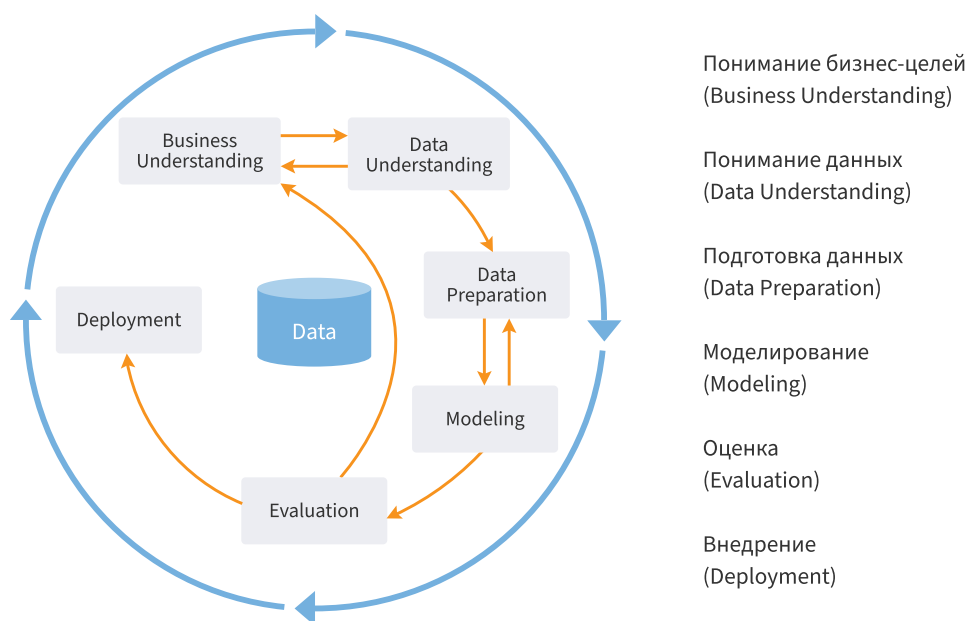 Business
Understanding
Data
Understanding
Data
Preparation
Deployment
Data
Modeling
Evaluation
Понимание бизнес-целей
(Business Understanding)
Понимание данных
(Data Understanding)
Подготовка данных
(Data Preparation)
Моделирование
(Modeling)
Оценка
(Evaluation)
Внедрение
(Deployment)